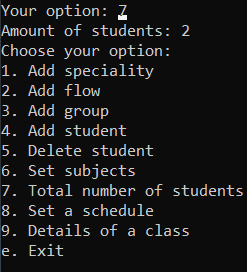 Your option: 7
Amount of students: 2
Choose your option:
1. Add speciality
2. Add flow
3. Add group
4. Add student
5. Delete student
6. Set subjects
7. Total number of students
8. Set a schedule
9. Details of a class
e. Exit